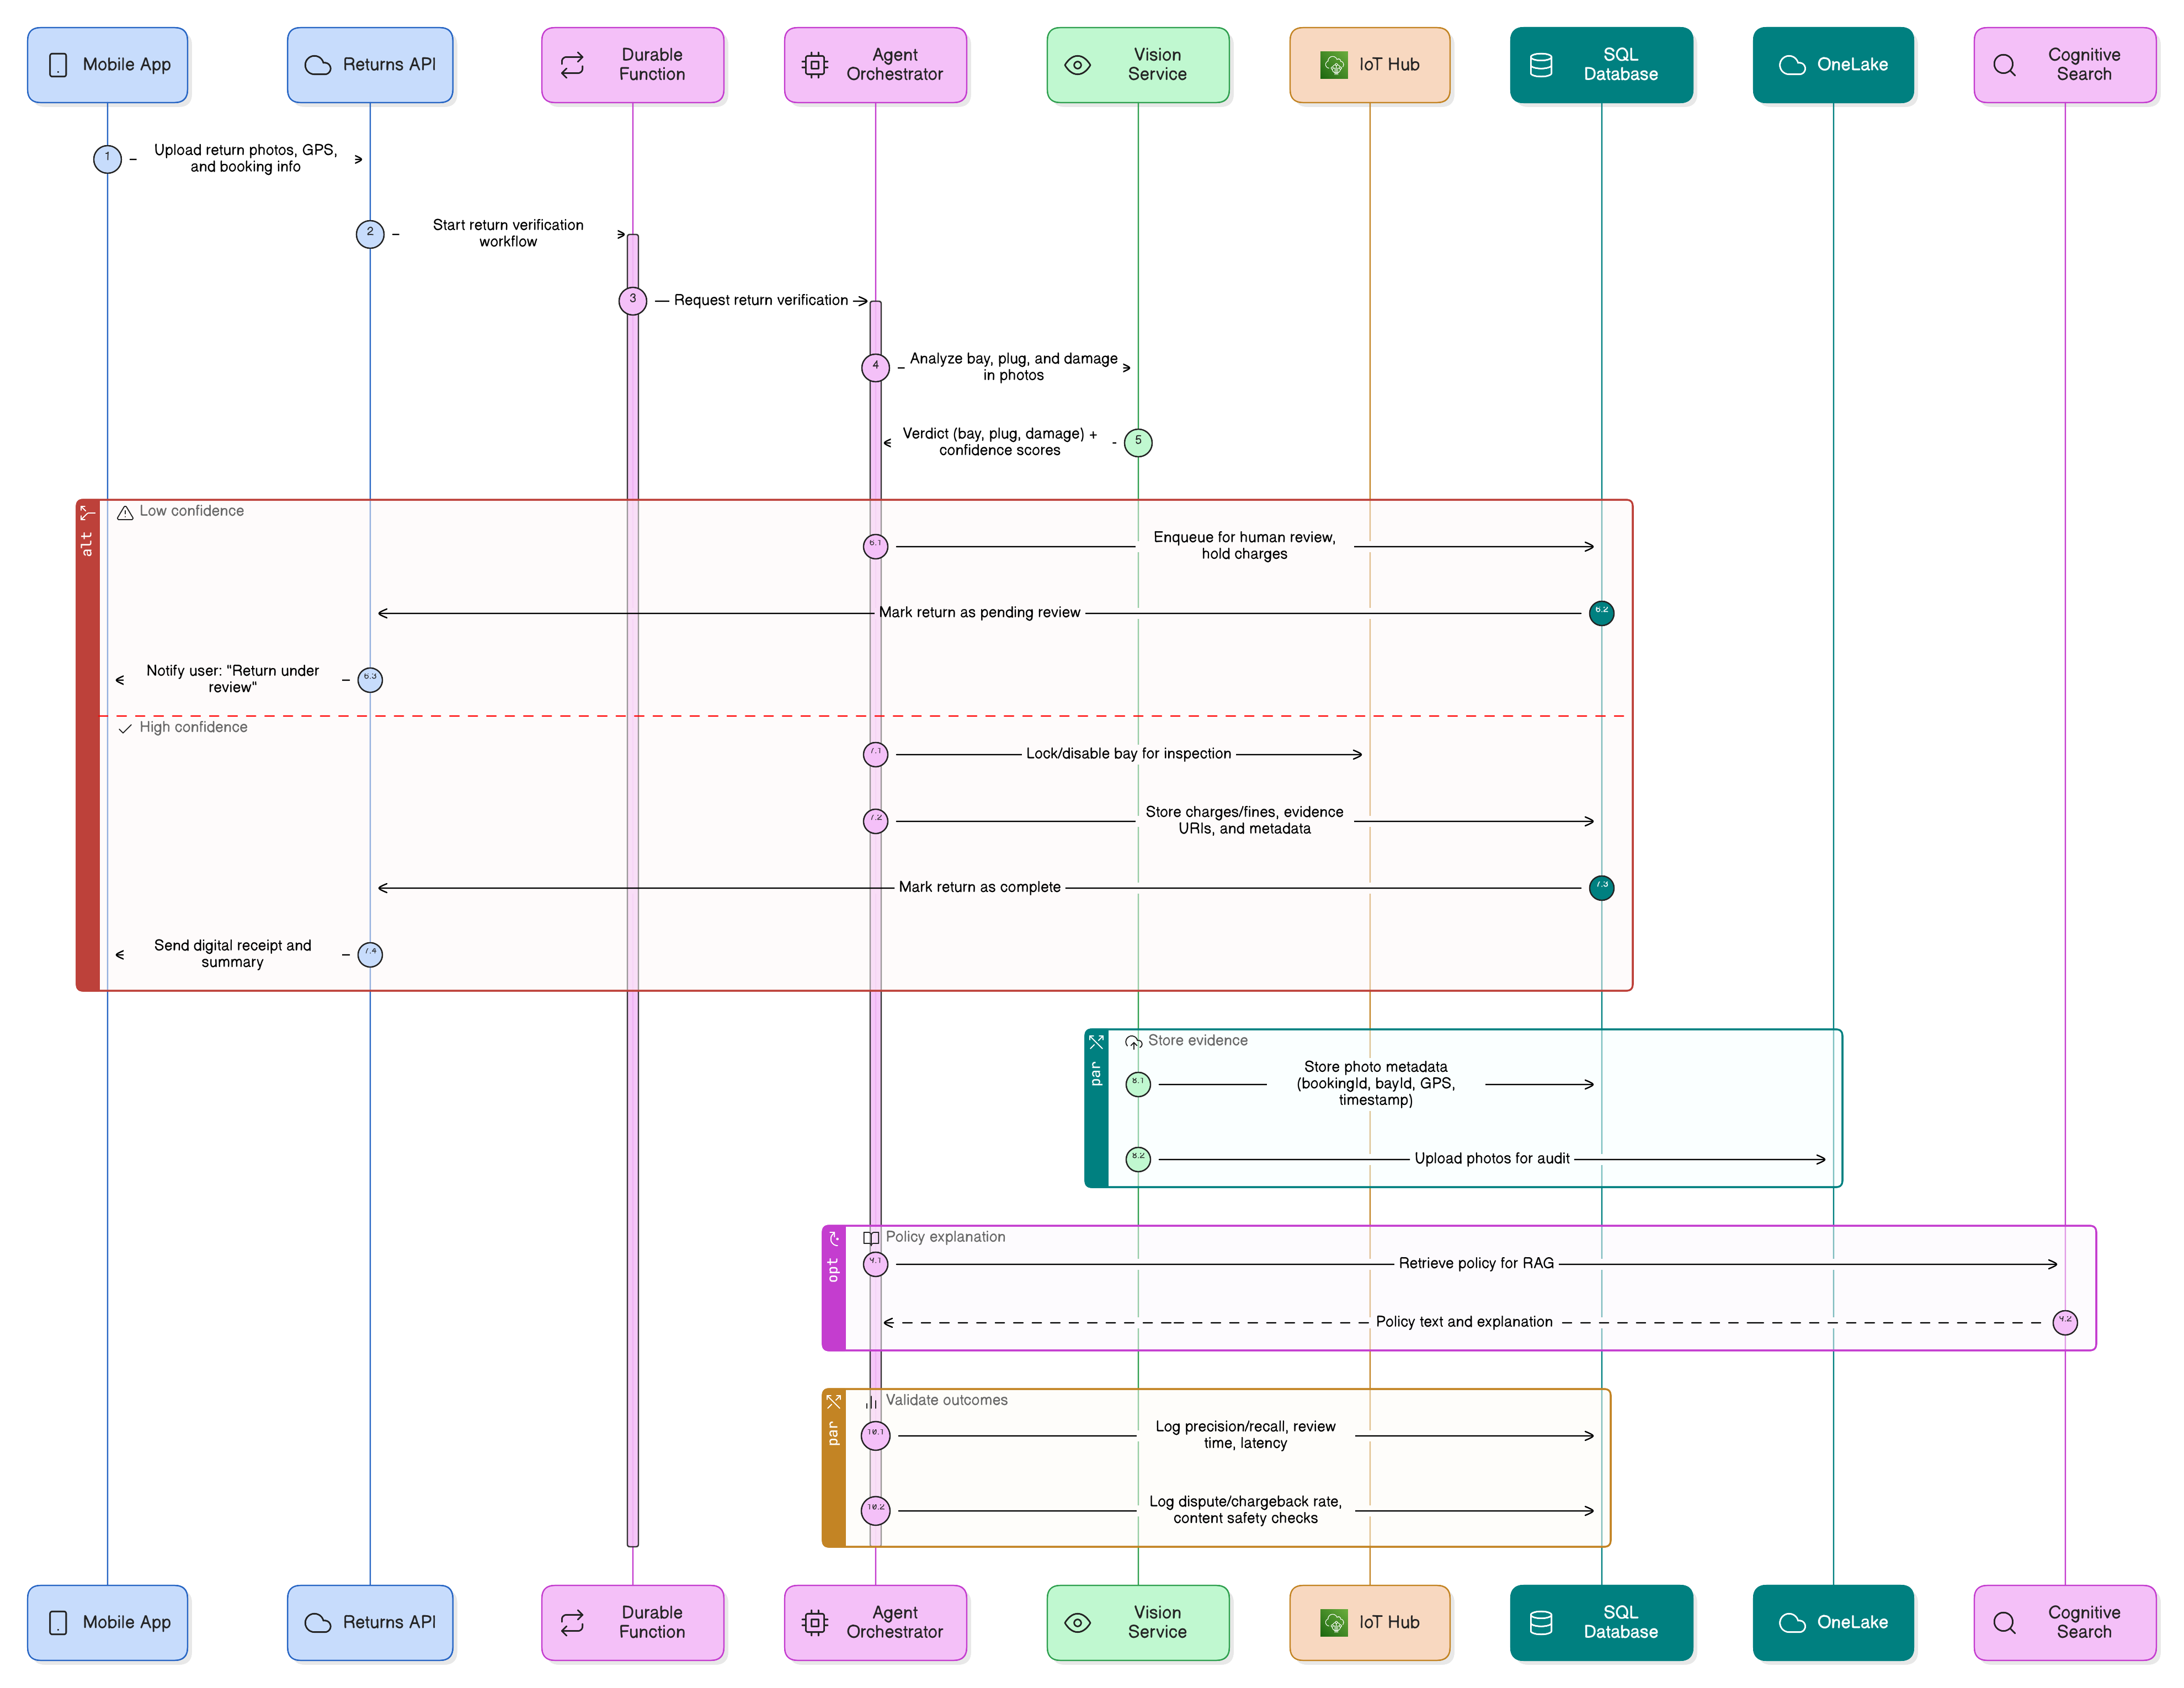 Mobile App
Returns API
Durable
Function
Agent
Orchestrator
Vision
Service
IoT Hub
SQL
Database
OneLake
Cognitive
Search
1
Upload return photos, GPS,
and booking info
2
Start return verification
workflow
3
Request return verification
4
Analyze bay, plug, and damage
in photos
Verdict (bay, plug, damage) +
confidence scores
5
alt
Low confidence
6.1
Enqueue for human review,
hold charges
Mark return as pending review
6.2
Notify user: "Return under
review"
6.3
High confidence
7.1
Lock/disable bay for inspection
7.2
Store charges/fines, evidence
URIs, and metadata
Mark return as complete
7.3
Send digital receipt and
summary
7.4
par
Store evidence
8.1
Store photo metadata
(bookingId, bayId, GPS,
timestamp)
8.2
Upload photos for audit
opt
Policy explanation
9.1
Retrieve policy for RAG
Policy text and explanation
9.2
par
Validate outcomes
10.1
Log precision/recall, review
time, latency
10.2
Log dispute/chargeback rate,
content safety checks
Mobile App
Returns API
Durable
Function
Agent
Orchestrator
Vision
Service
IoT Hub
SQL
Database
OneLake
Cognitive
Search